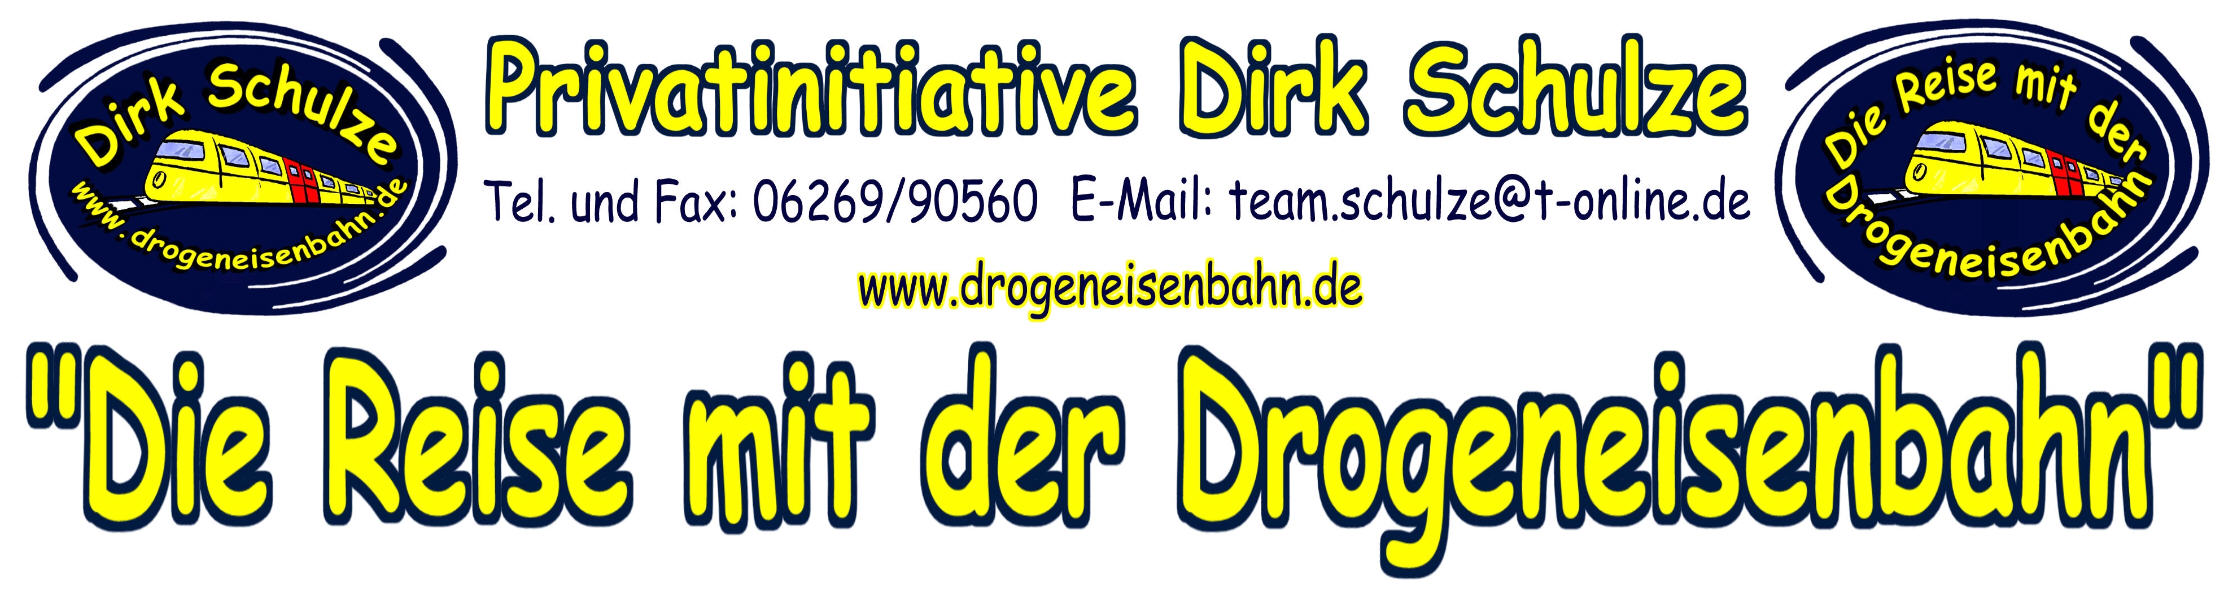 Dirk Schulze
www.drogeneisenbahn.de
Privatinitiative Dirk Schulze
Tel. und Fax: 06269/90560 E-Mail: team.schulze@t-online.de
www.drogeneisenbahn.de
Die Reise mit der
Drogeneisenbahn
"Die Reise mit der Drogeneisenbahn"